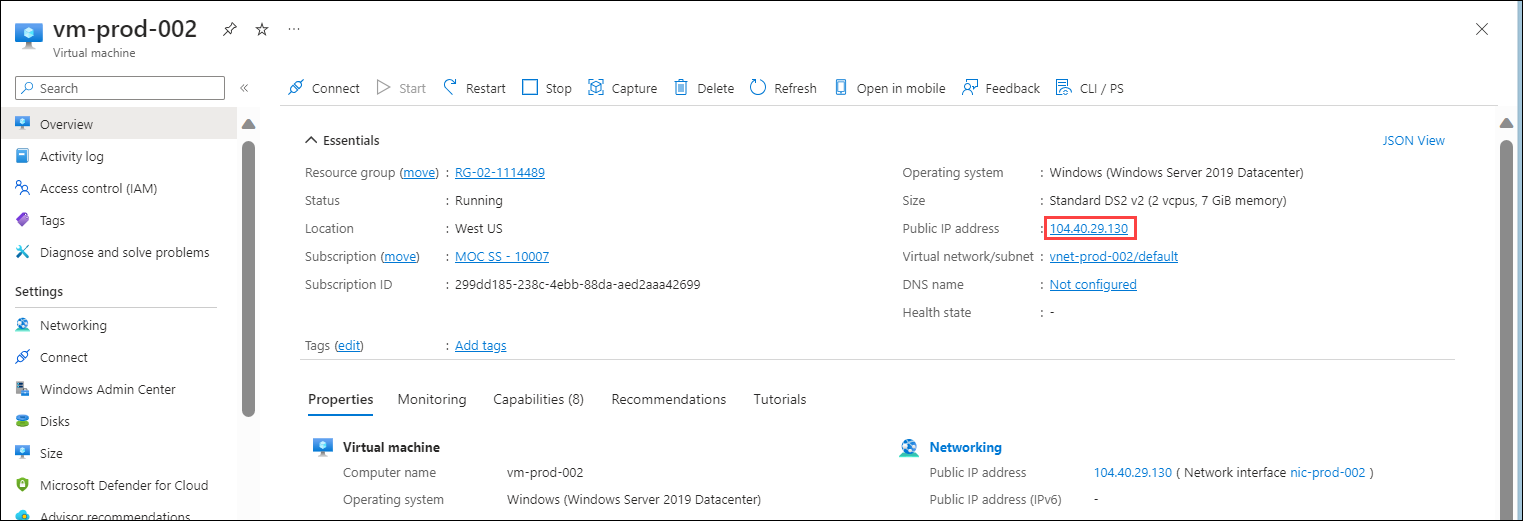 vm-prod-002 ...
Virtual machine
Search «
Overview
Activity log
Access control (IAM)
Tags
Diagnose and solve problems
Settings
Networking
Connect
Windows Admin Center
Disks
Size
Microsoft Defender for Cloud
Advisor recommendations
Connect Start Restart Stop Capture Delete Refresh Open in mobile Feedback CLI / PS
Essentials JSON View
Resource group (move) : RG-02-1114489
Status : Running
Location : West US
Subscription (move) : MOC SS - 10007
Subscription ID : 299dd185-238c-4ebb-88da-aed2aaa42699
Operating system : Windows (Windows Server 2019 Datacenter)
Size : Standard DS2 v2 (2 vcpus, 7 GiB memory)
Public IP address : 104.40.29.130
Virtual network/subnet : vnet-prod-002/default
DNS name : Not configured
Health state : -
Tags (edit) : Add tags
Properties Monitoring Capabilities (8) Recommendations Tutorials
Virtual machine
Computer name vm-prod-002
Operating system Windows (Windows Server 2019 Datacenter)
Networking
Public IP address 104.40.29.130 ( Network interface nic-prod-002 )
Public IP address (IPv6) -